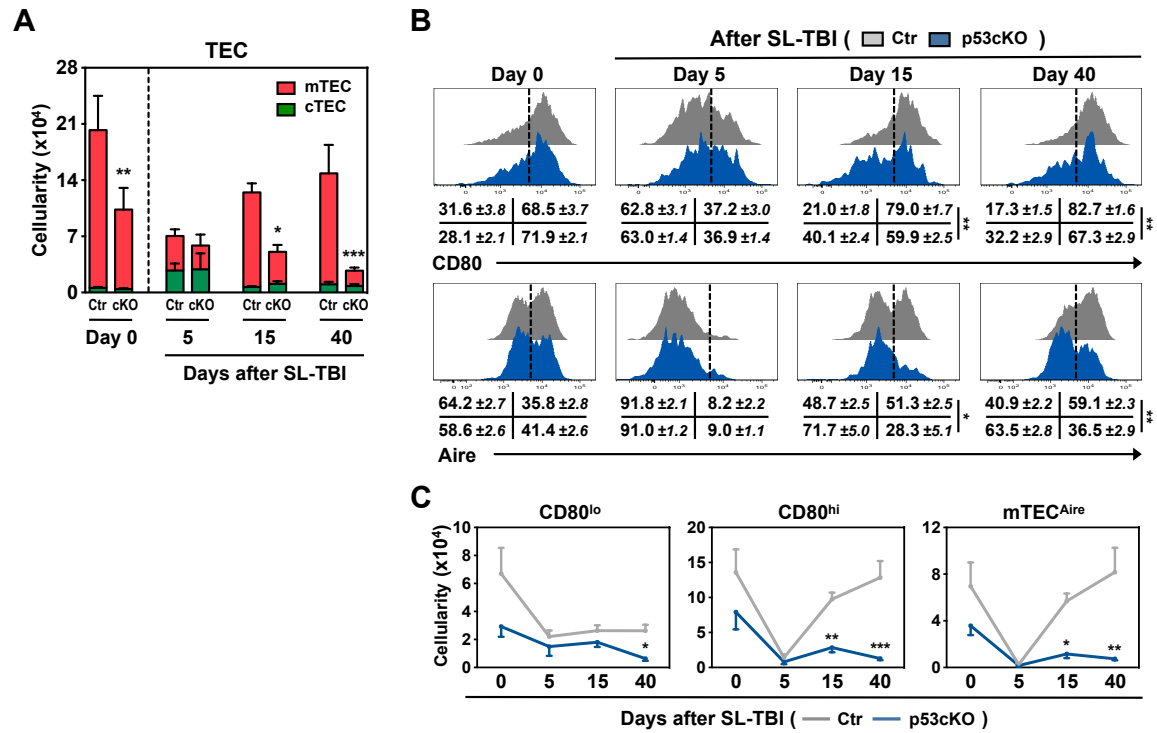 A
TEC
28
21
14
7
0
Cellularity (x10⁴)
mTEC
cTEC
**
*
***
Ctr cKO Ctr cKO Ctr cKO Ctr cKO
Day 0 5 15 40
Days after SL-TBI
B
After SL-TBI ( Ctr p53cKO )
Day 0 Day 5 Day 15 Day 40
31.6 ±3.8 68.5 ±3.7 62.8 ±3.1 37.2 ±3.0 21.0 ±1.8 79.0 ±1.7 ** 17.3 ±1.5 82.7 ±1.6 **
28.1 ±2.1 71.9 ±2.1 63.0 ±1.4 36.9 ±1.4 40.1 ±2.4 59.9 ±2.5 32.2 ±2.9 67.3 ±2.9
CD80
64.2 ±2.7 35.8 ±2.8 91.8 ±2.1 8.2 ±2.2 48.7 ±2.5 51.3 ±2.5 * 40.9 ±2.2 59.1 ±2.3 **
58.6 ±2.6 41.4 ±2.6 91.0 ±1.2 9.0 ±1.1 71.7 ±5.0 28.3 ±5.1 63.5 ±2.8 36.5 ±2.9
Aire
C
CD80lo CD80hi mTECAire
Cellularity (x10⁴)
10
8
6
4
2
0
*
0 5 15 40
20
15
10
5
0
** ***
0 5 15 40
12
8
4
0
* **
0 5 15 40
Days after SL-TBI ( Ctr p53cKO )